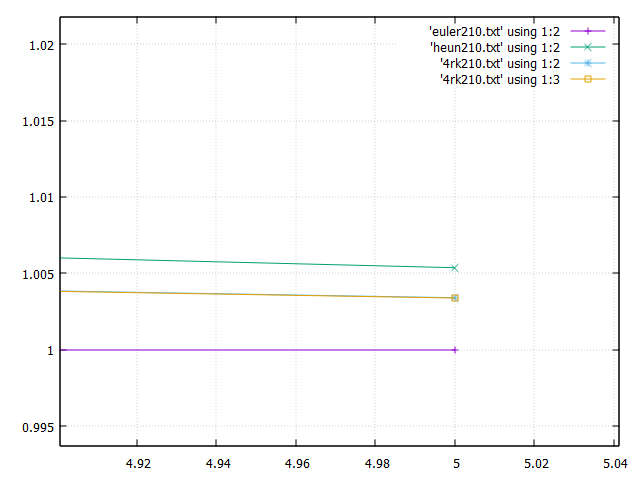 'euler210.txt' using 1:2
'heun210.txt' using 1:2
'4rk210.txt' using 1:2
'4rk210.txt' using 1:3
1.02
1.015
1.01
1.005
1
0.995
4.92 4.94 4.96 4.98 5 5.02 5.04